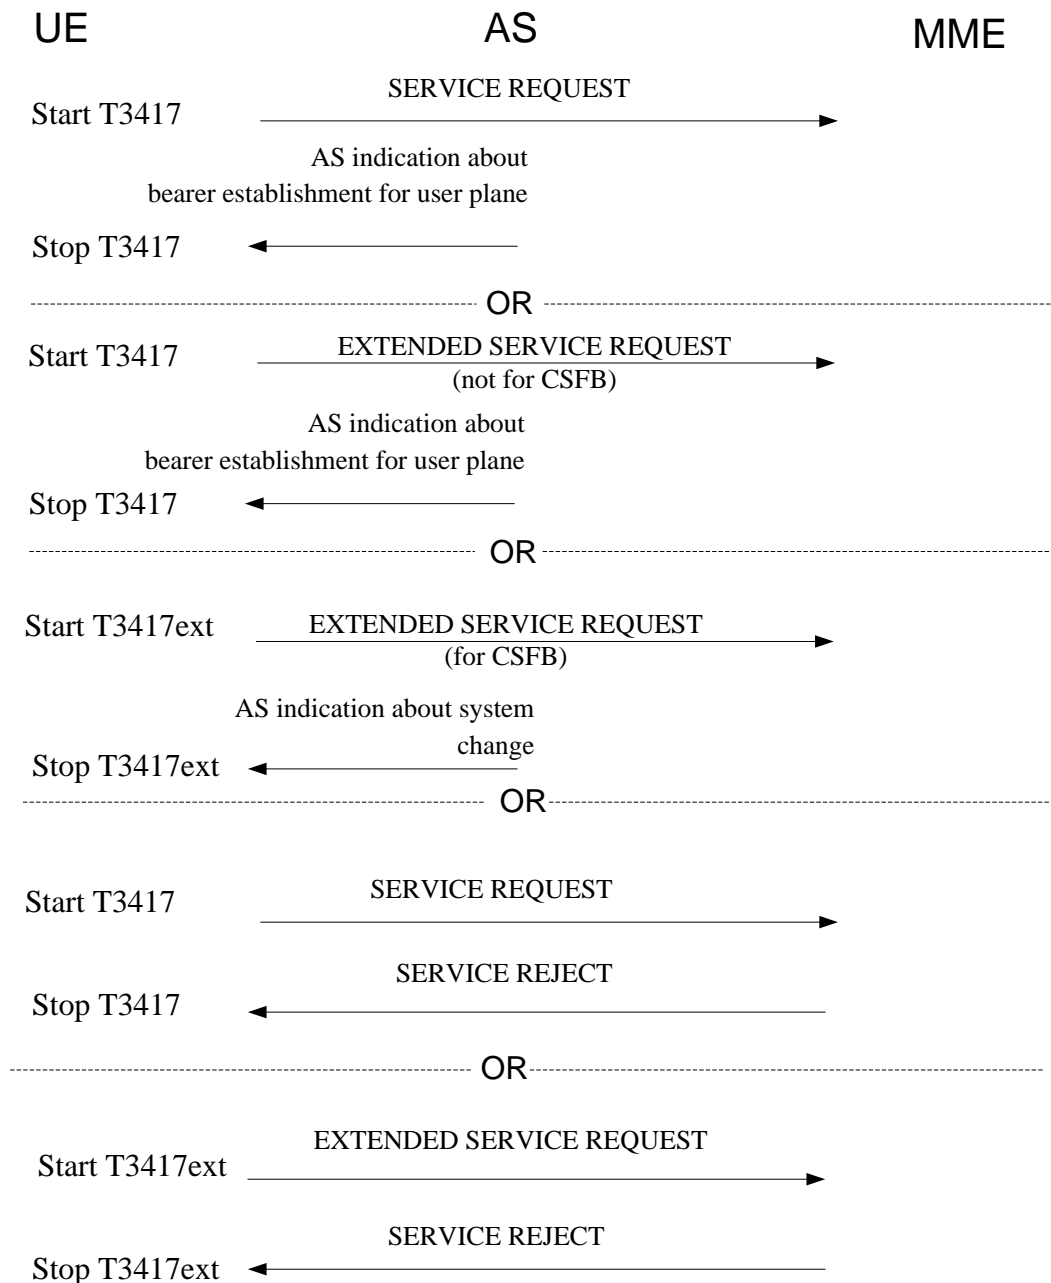 UE AS MME
SERVICE REQUEST
Start T3417
AS indication about
bearer establishment for user plane
Stop T3417
OR
EXTENDED SERVICE REQUEST
Start T3417
(not for CSFB)
AS indication about
bearer establishment for user plane
Stop T3417
OR
Start T3417ext
EXTENDED SERVICE REQUEST
(for CSFB)
AS indication about system
change
Stop T3417ext
OR
SERVICE REQUEST
Start T3417
SERVICE REJECT
Stop T3417
OR
EXTENDED SERVICE REQUEST
Start T3417ext
SERVICE REJECT
Stop T3417ext